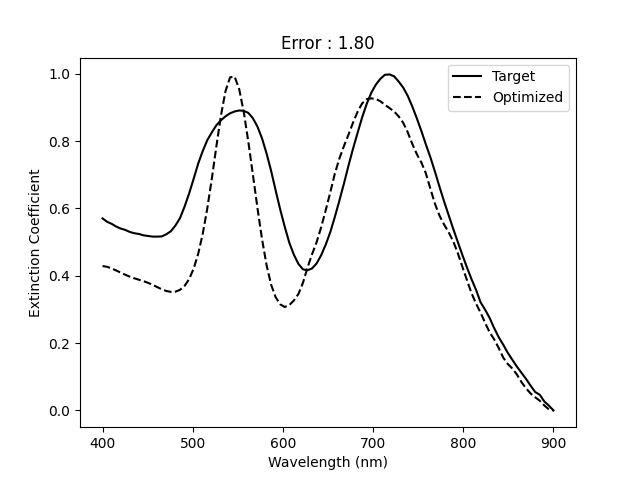 Error : 1.80
Target
Optimized
Extinction Coefficient
1.0
0.8
0.6
0.4
0.2
0.0
400 500 600 700 800 900
Wavelength (nm)